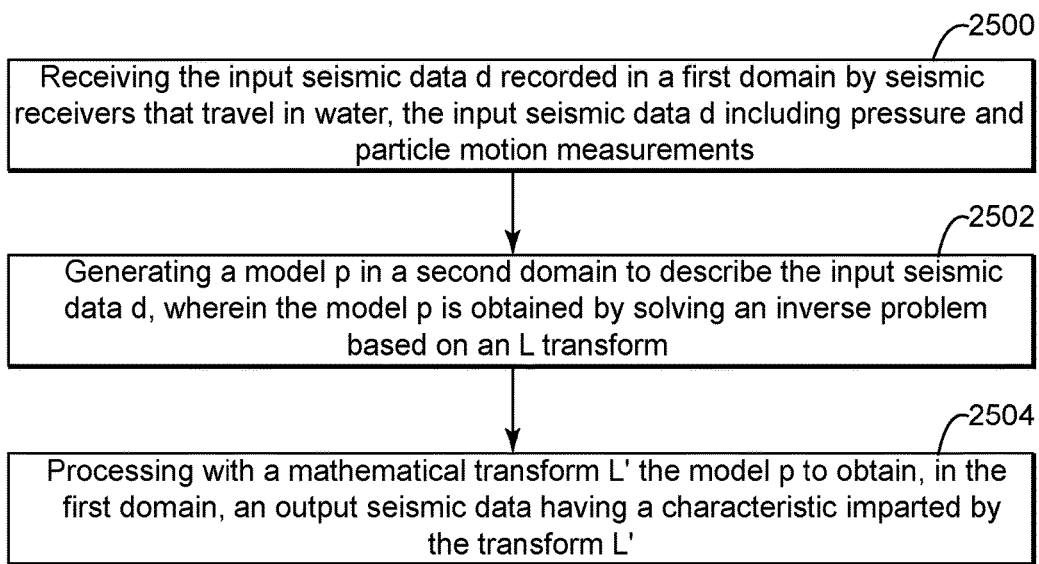 2500
Receiving the input seismic data d recorded in a first domain by seismic
receivers that travel in water, the input seismic data d including pressure and
particle motion measurements
2502
Generating a model p in a second domain to describe the input seismic
data d, wherein the model p is obtained by solving an inverse problem
based on an L transform
2504
Processing with a mathematical transform L' the model p to obtain, in the
first domain, an output seismic data having a characteristic imparted by
the transform L'